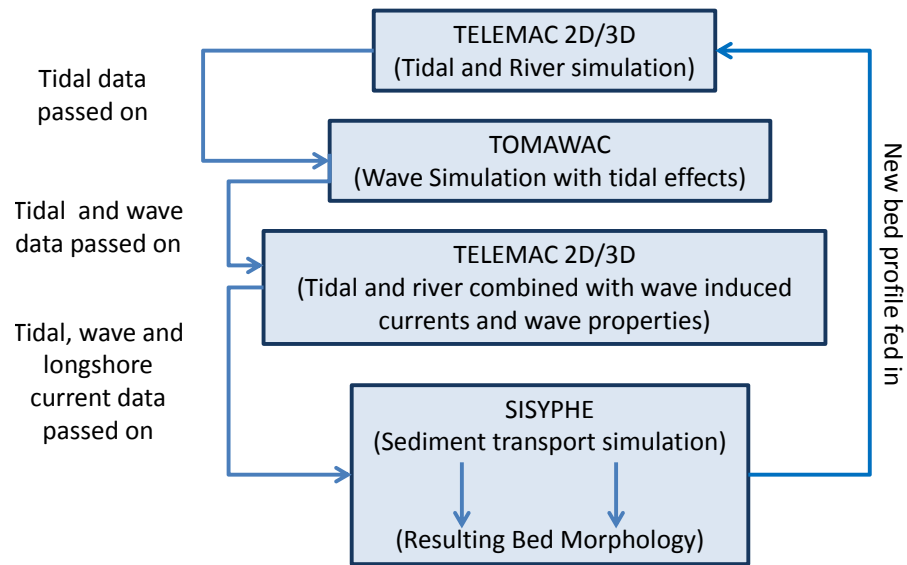 TELEMAC 2D/3D
(Tidal and River simulation)
Tidal data
passed on
TOMAWAC
(Wave Simulation with tidal effects)
Tidal and wave
data passed on
TELEMAC 2D/3D
(Tidal and river combined with wave induced
currents and wave properties)
Tidal, wave and
longshore
current data
passed on
SISYPHE
(Sediment transport simulation)
(Resulting Bed Morphology)
New bed profile fed in